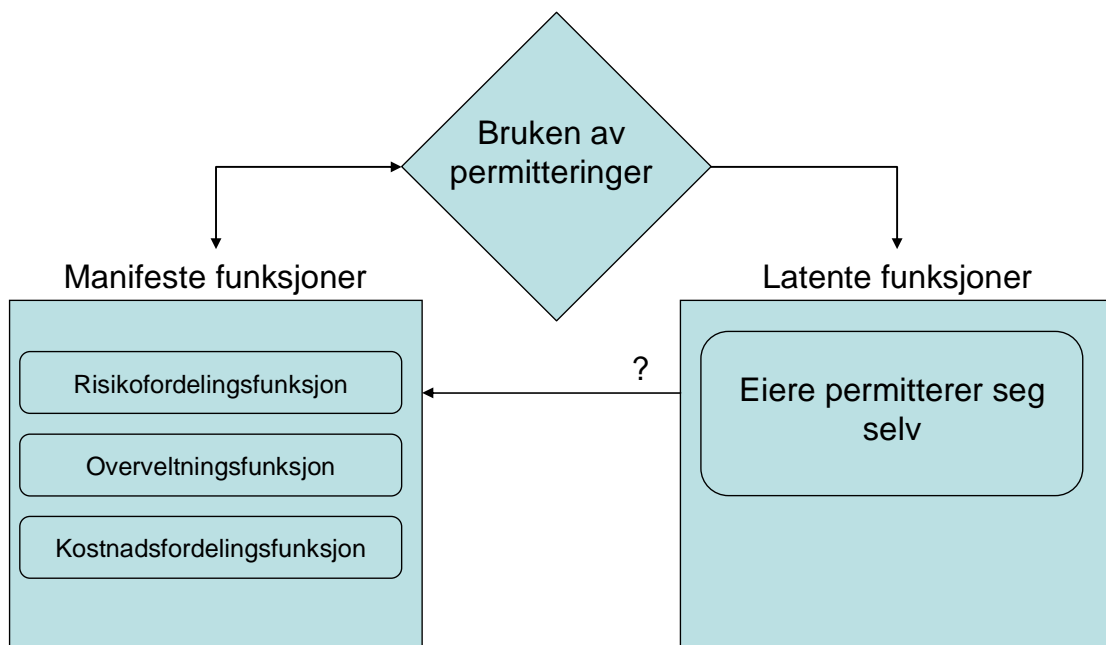 Bruken av
permitteringer
Manifeste funksjoner
Latente funksjoner
Risikofordelingsfunksjon
Overveltningsfunksjon
Kostnadsfordelingsfunksjon
?
Eiere permitterer seg
selv